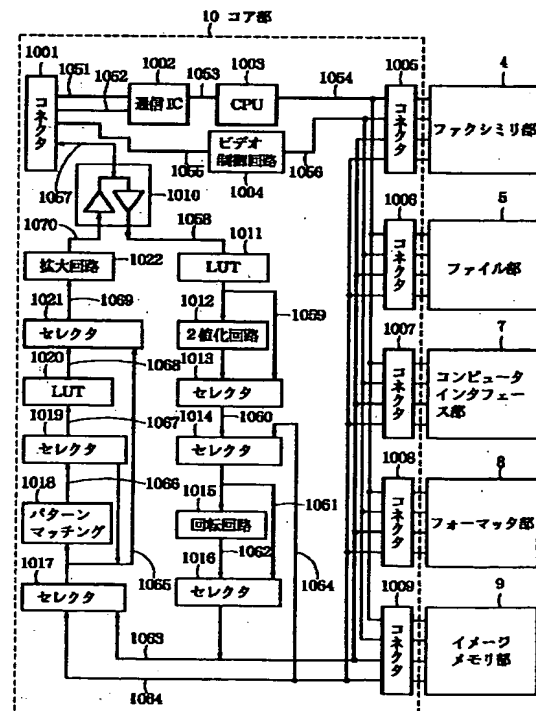 10 コア部
1001
1051
1052
1002
1053
1003
1054
1005
4
コネクタ
通信IC
CPU
コネクタ
ファクシミリ部
ビデオ
制御回路
1055
1056
1057
1004
1010
1006
5
1070
1058
1011
コネクタ
ファイル部
拡大回路
1022
LUT
1021
1069
1012
1059
1007
7
セレクタ
2値化回路
コネクタ
コンピュータ
インタフェー
ス部
1020
1068
1013
LUT
セレクタ
1019
1067
1014
1060
セレクタ
セレクタ
1008
8
1018
1066
1015
1061
コネクタ
フォーマッタ部
パターン
マッチング
回転回路
1017
1065
1016
1062
1064
セレクタ
セレクタ
1009
9
1063
コネクタ
イメージ
メモリ部
1064